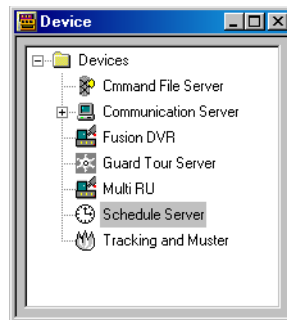 Device
Devices
Cmmand File Server
Communication Server
Fusion DVR
Guard Tour Server
Multi RU
Schedule Server
Tracking and Muster